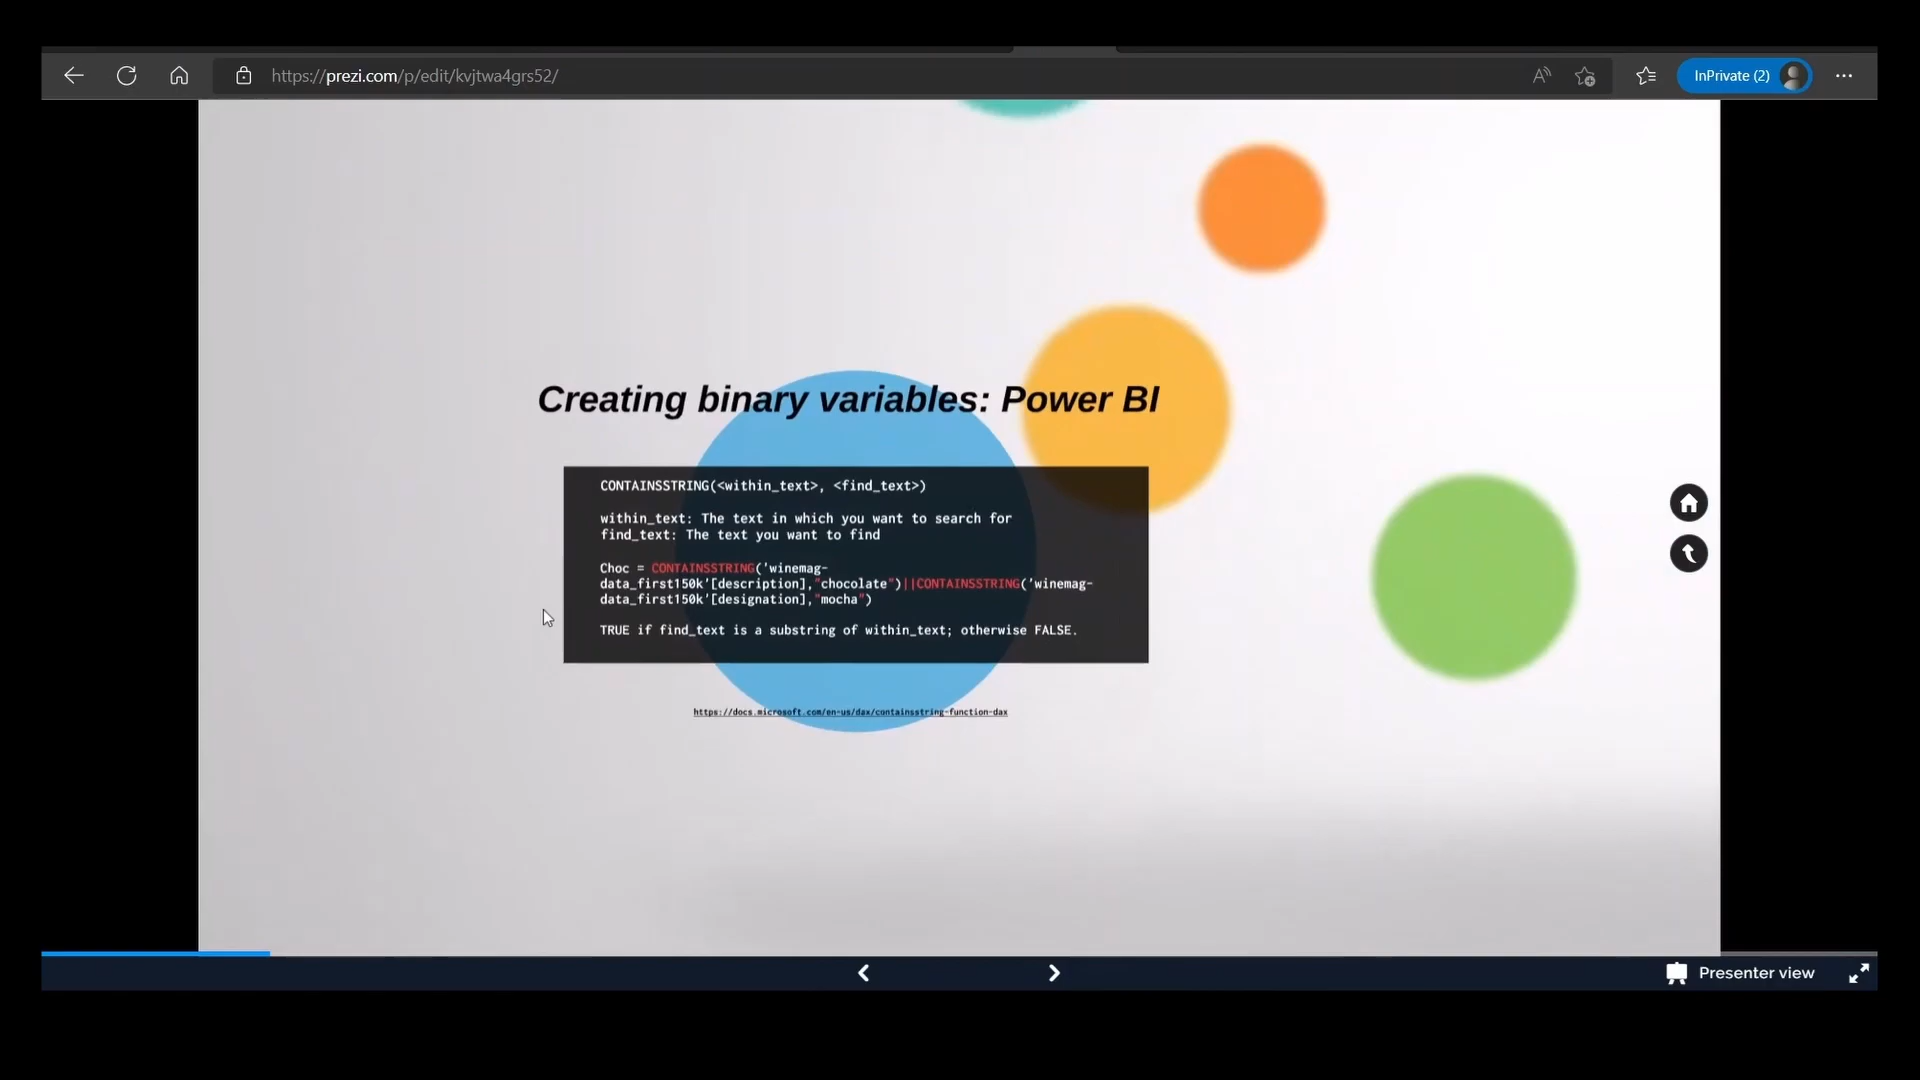 https://prezi.com/p/edit/kvjtwa4grs52/
InPrivate (2)
Creating binary variables: Power BI
CONTAINSSTRING(<within_text>, <find_text>)
within_text: The text in which you want to search for
find_text: The text you want to find
Choc = CONTAINSSTRING('winemag-
data_first150k'[description],"chocolate")||CONTAINSSTRING('winemag-
data_first150k'[designation],"mocha")
TRUE if find_text is a substring of within_text; otherwise FALSE.
https://docs.microsoft.com/en-us/dax/containsstring-function-dax
Presenter view